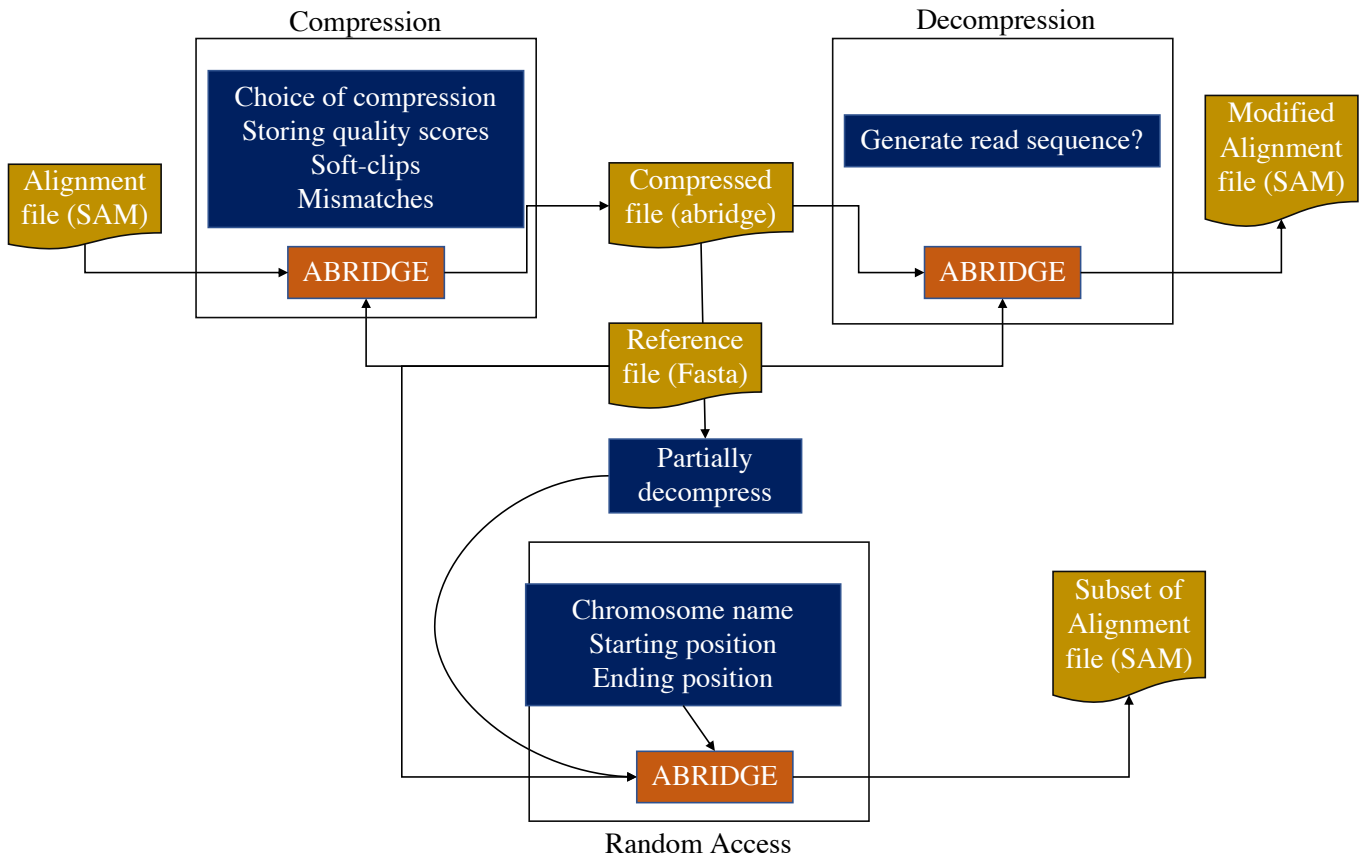 Compression
Decompression
Choice of compression
Storing quality scores
Soft-clips
Mismatches
Alignment
file (SAM)
ABRIDGE
Compressed
file (abridge)
Generate read sequence?
ABRIDGE
Modified
Alignment
file (SAM)
Reference
file (Fasta)
Partially
decompress
Chromosome name
Starting position
Ending position
ABRIDGE
Subset of
Alignment
file (SAM)
Random Access